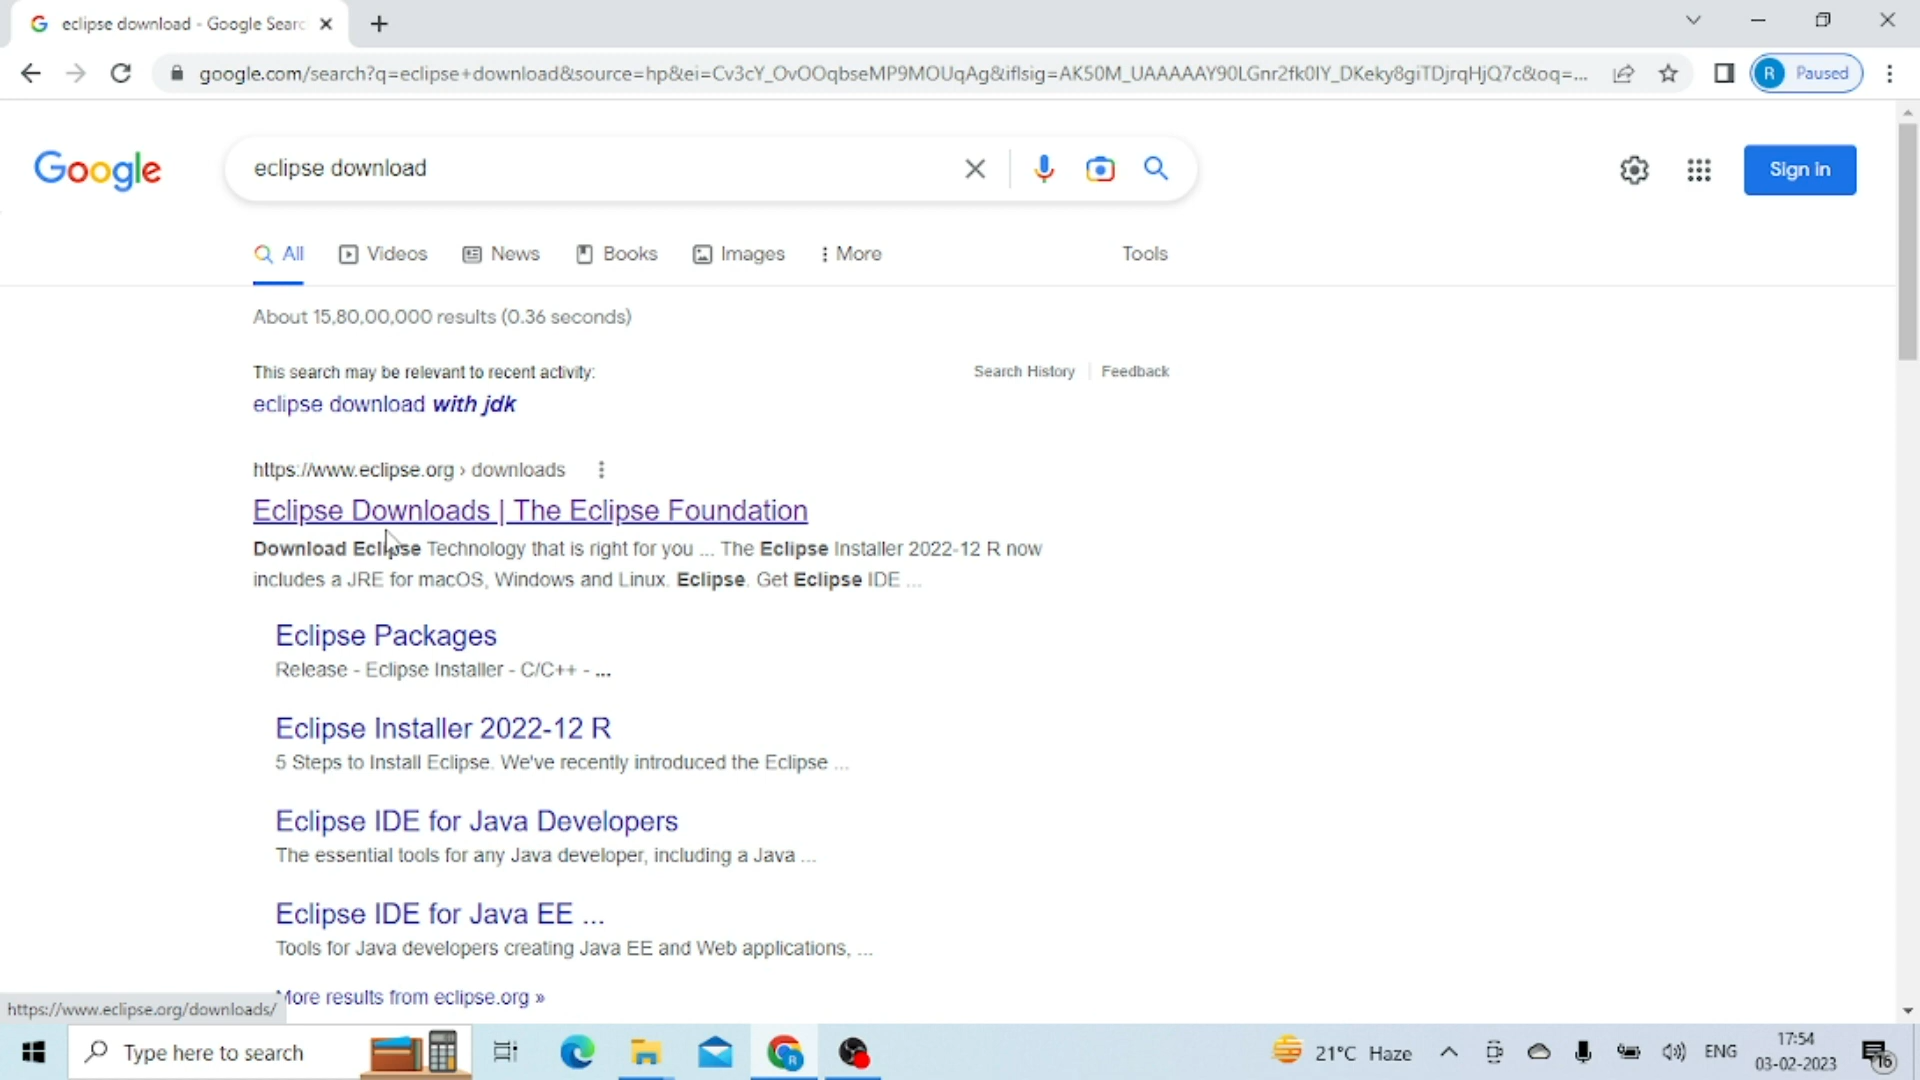 eclipse download - Google Searc
google.com/search?q=eclipse+download&source=hp&ei=Cv3cY_OvOOqbseMP9MOUqAg&iflsig=AK50M_UAAAAAY90LGnr2fk0IY_DKeky8giTDjrqHjQ7c&oq=...
R Paused
Google
eclipse download
Sign in
All
Videos
News
Books
Images
More
Tools
About 15,80,00,000 results (0.36 seconds)
This search may be relevant to recent activity:
Search History
Feedback
eclipse download with jdk
https://www.eclipse.org › downloads
Eclipse Downloads | The Eclipse Foundation
Download Eclipse Technology that is right for you ... The Eclipse Installer 2022-12 R now
includes a JRE for macOS, Windows and Linux. Eclipse. Get Eclipse IDE ...
Eclipse Packages
Release - Eclipse Installer - C/C++ - ...
Eclipse Installer 2022-12 R
5 Steps to Install Eclipse. We've recently introduced the Eclipse ...
Eclipse IDE for Java Developers
The essential tools for any Java developer, including a Java ...
Eclipse IDE for Java EE ...
Tools for Java developers creating Java EE and Web applications, ...
More results from eclipse.org »
https://www.eclipse.org/downloads/
Type here to search
21°C Haze
ENG
17:54
03-02-2023
16